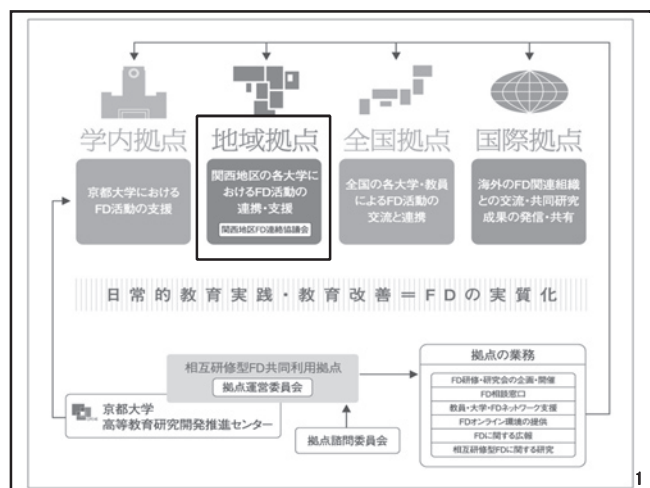 学内拠点
京都大学における
FD活動の支援
地域拠点
関西地区の各大学に
おけるFD活動の
連携・支援
関西地区FD連絡協議会
全国拠点
全国の各大学・教員
によるFD活動の
交流と連携
国際拠点
海外のFD関連組織
との交流・共同研究
成果の発信・共有
日常的教育実践・教育改善＝FDの実質化
相互研修型FD共同利用拠点
拠点運営委員会
京都大学
高等教育研究開発推進センター
拠点諮問委員会
拠点の業務
FD研修・研究会の企画・開催
FD相談窓口
教員・大学・FDネットワーク支援
FDオンライン環境の提供
FDに関する広報
相互研修型FDに関する研究
1